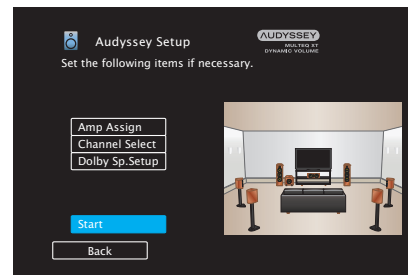 Audyssey Setup
AUDYSSEY
MULTEQ XT
DYNAMIC VOLUME
Set the following items if necessary.
Amp Assign
Channel Select
Dolby Sp.Setup
Start
Back